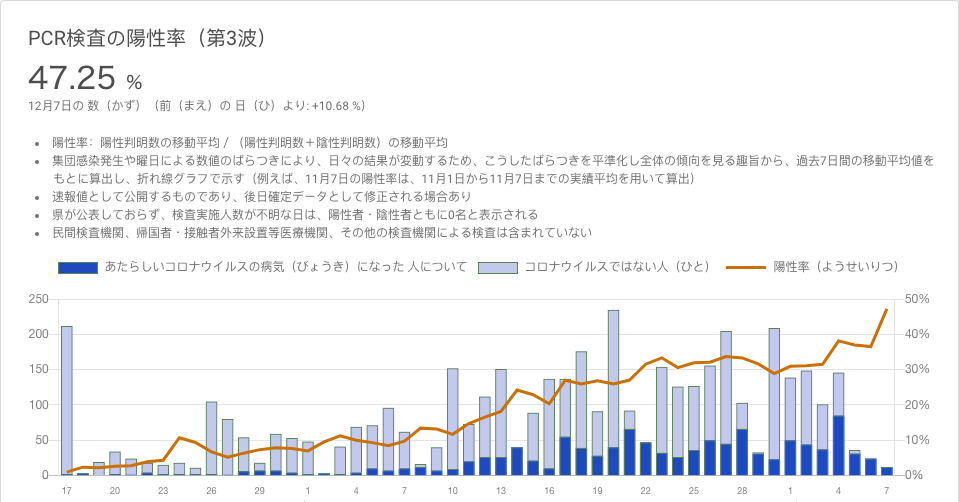 PCR検査の陽性率（第3波）
47.25 %
12月7日の 数（かず）（前（まえ）の 日（ひ）より: +10.68 %）
• 陽性率：陽性判明数の移動平均 / （陽性判明数＋陰性判明数）の移動平均
• 集団感染発生や曜日による数値のばらつきにより、日々の結果が変動するため、こうしたばらつきを平準化し全体の傾向を見る趣旨から、過去7日間の移動平均値を
もとに算出し、折れ線グラフで示す（例えば、11月7日の陽性率は、11月1日から11月7日までの実績平均を用いて算出）
• 速報値として公開するものであり、後日確定データとして修正される場合あり
• 県が公表しておらず、検査実施人数が不明な日は、陽性者・陰性者ともに0名と表示される
• 民間検査機関、帰国者・接触者外来設置等医療機関、その他の検査機関による検査は含まれていない
あたらしいコロナウイルスの病気（びょうき）になった 人について コロナウイルスではない人（ひと） 陽性率（ようせいりつ）
250 50%
200 40%
150 30%
100 20%
50 10%
0 0%
17 20 23 26 29 1 4 7 10 13 16 19 22 25 28 1 4 7